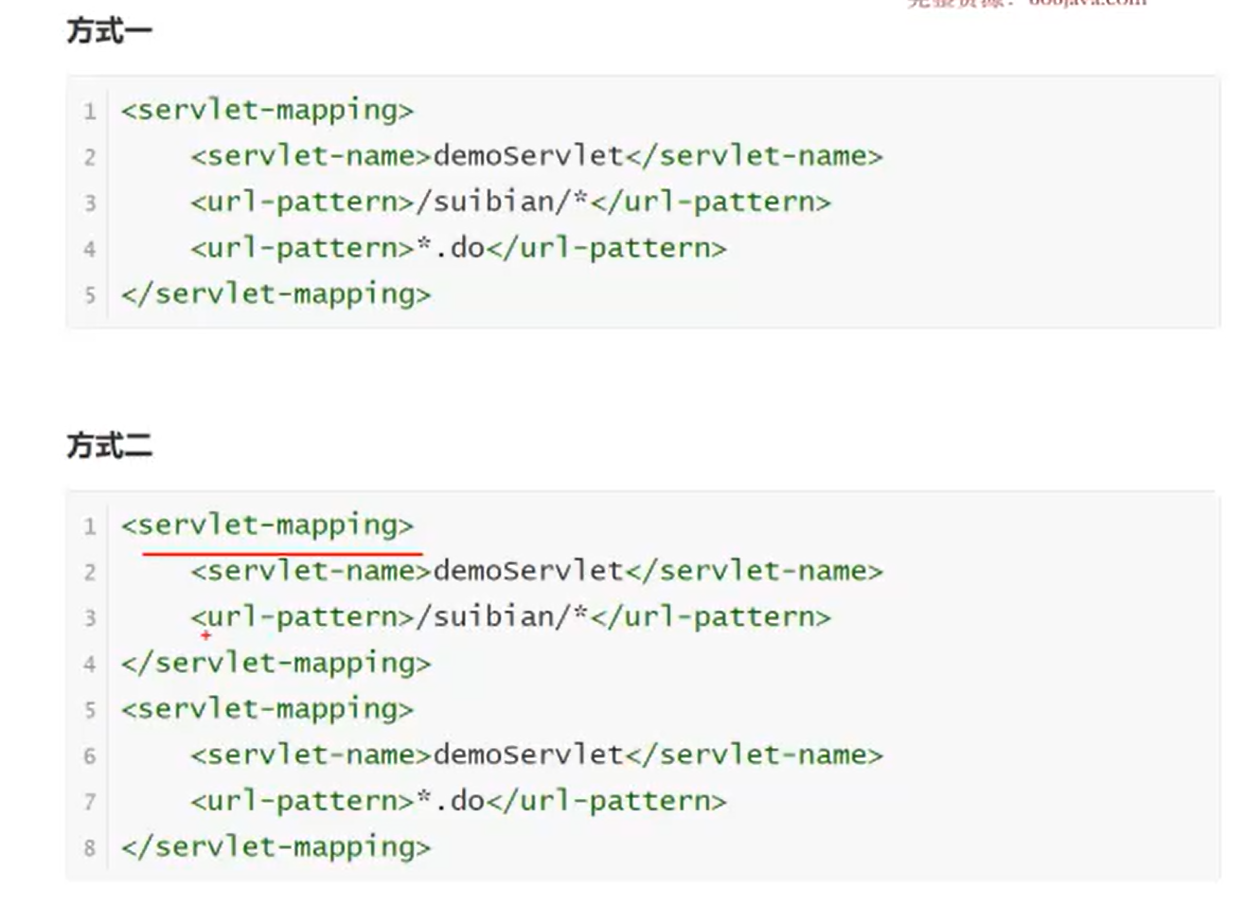 方式一
1 <servlet-mapping>
2     <servlet-name>demoServlet</servlet-name>
3     <url-pattern>/suibian/*</url-pattern>
4     <url-pattern>*.do</url-pattern>
5 </servlet-mapping>
方式二
1 <servlet-mapping>
2     <servlet-name>demoServlet</servlet-name>
3     <url-pattern>/suibian/*</url-pattern>
4 </servlet-mapping>
5 <servlet-mapping>
6     <servlet-name>demoServlet</servlet-name>
7     <url-pattern>*.do</url-pattern>
8 </servlet-mapping>